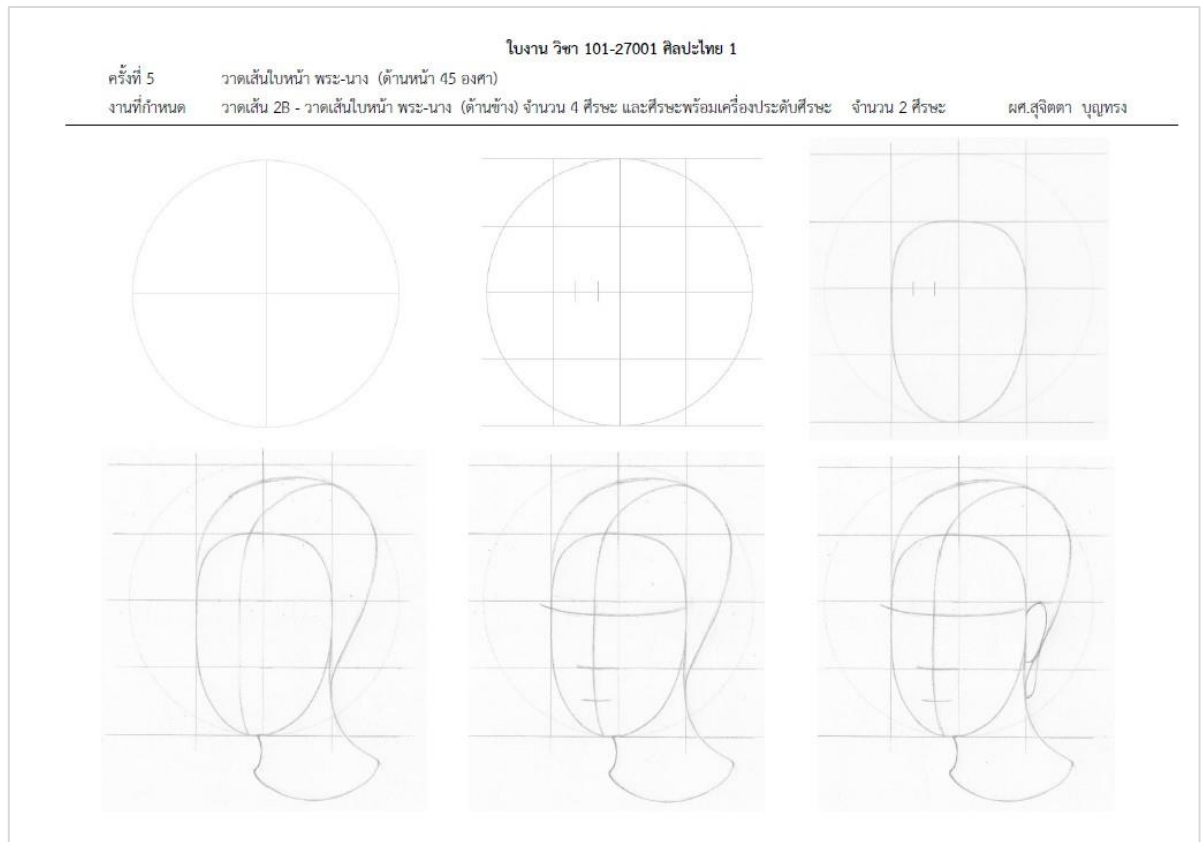 ใบงาน วิชา 101-27001 ศิลปะไทย 1
ครั้งที่ 5 วาดเส้นใบหน้า พระ-นาง (ด้านหน้า 45 องศา)
งานที่กำหนด วาดเส้น 2B - วาดเส้นใบหน้า พระ-นาง (ด้านข้าง) จำนวน 4 ศีรษะ และศีรษะพร้อมเครื่องประดับศีรษะ จำนวน 2 ศีรษะ ผศ.สุจิตตา บุญทรง